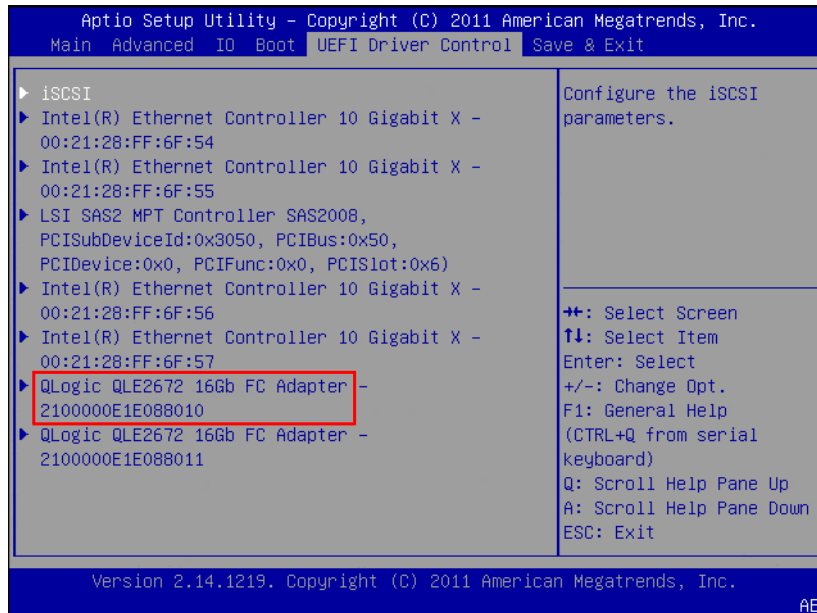 Aptio Setup Utility – Copyright (C) 2011 American Megatrends, Inc.
Main Advanced IO Boot UEFI Driver Control Save & Exit
iSCSI
Intel(R) Ethernet Controller 10 Gigabit X –
00:21:28:FF:6F:54
Intel(R) Ethernet Controller 10 Gigabit X –
00:21:28:FF:6F:55
LSI SAS2 MPT Controller SAS2008,
PCISubDeviceId:0x3050, PCIBus:0x50,
PCIDevice:0x0, PCIFunc:0x0, PCISlot:0x6)
Intel(R) Ethernet Controller 10 Gigabit X –
00:21:28:FF:6F:56
Intel(R) Ethernet Controller 10 Gigabit X –
00:21:28:FF:6F:57
QLogic QLE2672 16Gb FC Adapter –
2100000E1E088010
QLogic QLE2672 16Gb FC Adapter –
2100000E1E088011
Configure the iSCSI
parameters.
→←: Select Screen
↑↓: Select Item
Enter: Select
+/-: Change Opt.
F1: General Help
(CTRL+Q from serial
keyboard)
Q: Scroll Help Pane Up
A: Scroll Help Pane Down
ESC: Exit
Version 2.14.1219. Copyright (C) 2011 American Megatrends, Inc.
AE